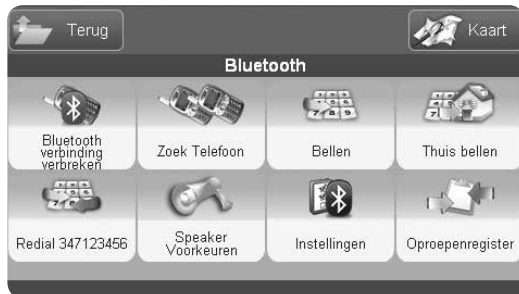 Terug
Kaart
Bluetooth
Bluetooth
verbinding
verbreken
Zoek Telefoon
Bellen
Thuis bellen
Redial 347123456
Speaker
Voorkeuren
Instellingen
Oproepenregister